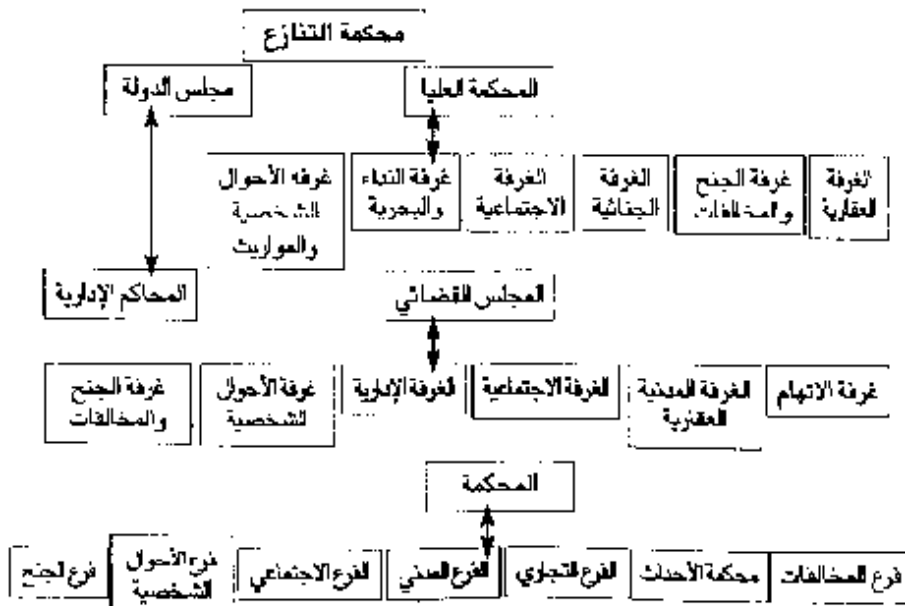 محكمة التنازع
المحكمة العليا
مجلس الدولة
الغرفة
العقارية
غرفة الجنح
والمخالفات
الغرفة
الجنائية
الغرفة
الاجتماعية
غرفة
والبحرية
غرفة الأحوال
الشخصية
والمواريث
المجلس القضائي
المحاكم الإدارية
غرفة الاتهام
الغرفة المدنية
العقارية
الغرفة الاجتماعية
الغرفة الإدارية
غرفة الأحوال
الشخصية
غرفة الجنح
والمخالفات
المحكمة
فرع المخالفات
محكمة الأحداث
الفرع التجاري
الفرع المدني
الفرع الاجتماعي
فرع الأحوال
الشخصية
فرع الجنح